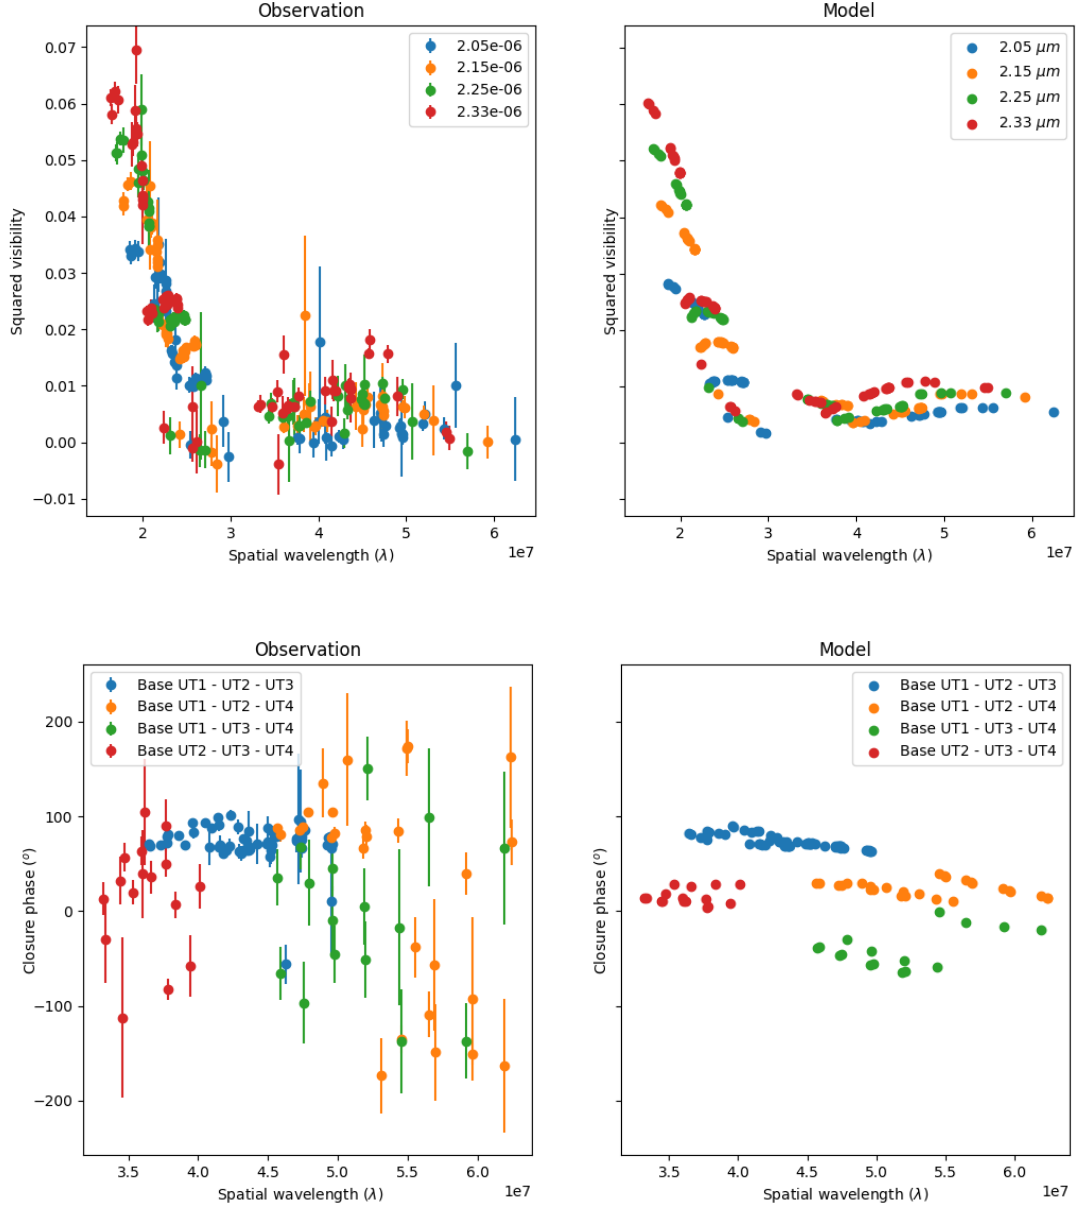 Observation
Model
0.07
0.06
0.05
0.04
0.03
0.02
0.01
0.00
−0.01
Squared visibility
2.05e-06
2.15e-06
2.25e-06
2.33e-06
2 3 4 5 6
1e7
Spatial wavelength (λ)
Squared visibility
2.05 μm
2.15 μm
2.25 μm
2.33 μm
2 3 4 5 6
1e7
Spatial wavelength (λ)
Observation
Model
200
100
0
−100
−200
Closure phase (°)
Base UT1 - UT2 - UT3
Base UT1 - UT2 - UT4
Base UT1 - UT3 - UT4
Base UT2 - UT3 - UT4
3.5 4.0 4.5 5.0 5.5 6.0
1e7
Spatial wavelength (λ)
Closure phase (°)
Base UT1 - UT2 - UT3
Base UT1 - UT2 - UT4
Base UT1 - UT3 - UT4
Base UT2 - UT3 - UT4
3.5 4.0 4.5 5.0 5.5 6.0
1e7
Spatial wavelength (λ)